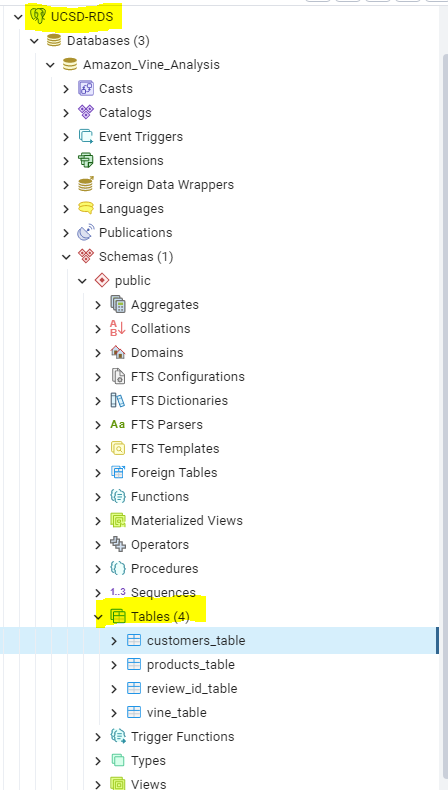 UCSD-RDS
Databases (3)
Amazon_Vine_Analysis
Casts
Catalogs
Event Triggers
Extensions
Foreign Data Wrappers
Languages
Publications
Schemas (1)
public
Aggregates
A↓
B
Collations
Domains
FTS Configurations
FTS Dictionaries
Aa FTS Parsers
FTS Templates
Foreign Tables
Functions
Materialized Views
Operators
Procedures
1..3 Sequences
Tables (4)
customers_table
products_table
review_id_table
vine_table
Trigger Functions
Types
Views